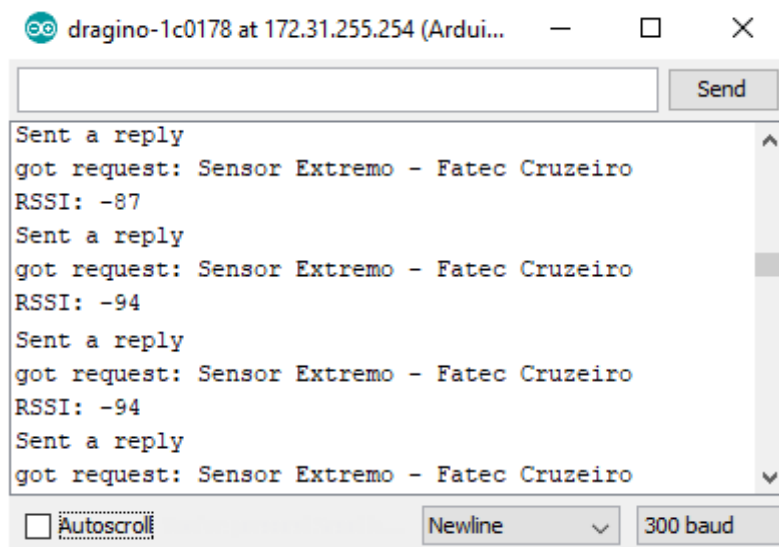 dragino-1c0178 at 172.31.255.254 (Ardui...
Send
Sent a reply
got request: Sensor Extremo - Fatec Cruzeiro
RSSI: -87
Sent a reply
got request: Sensor Extremo - Fatec Cruzeiro
RSSI: -94
Sent a reply
got request: Sensor Extremo - Fatec Cruzeiro
RSSI: -94
Sent a reply
got request: Sensor Extremo - Fatec Cruzeiro
Autoscroll Newline 300 baud